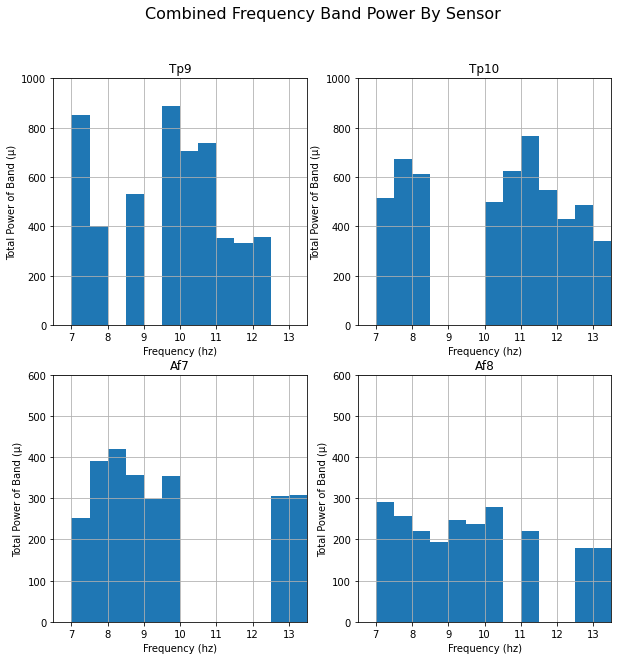 Combined Frequency Band Power By Sensor
Tp9
Tp10
1000
800
600
400
200
0
Total Power of Band (μ)
7 8 9 10 11 12 13
Frequency (hz)
1000
800
600
400
200
0
Total Power of Band (μ)
7 8 9 10 11 12 13
Frequency (hz)
Af7
Af8
600
500
400
300
200
100
0
Total Power of Band (μ)
7 8 9 10 11 12 13
Frequency (hz)
600
500
400
300
200
100
0
Total Power of Band (μ)
7 8 9 10 11 12 13
Frequency (hz)